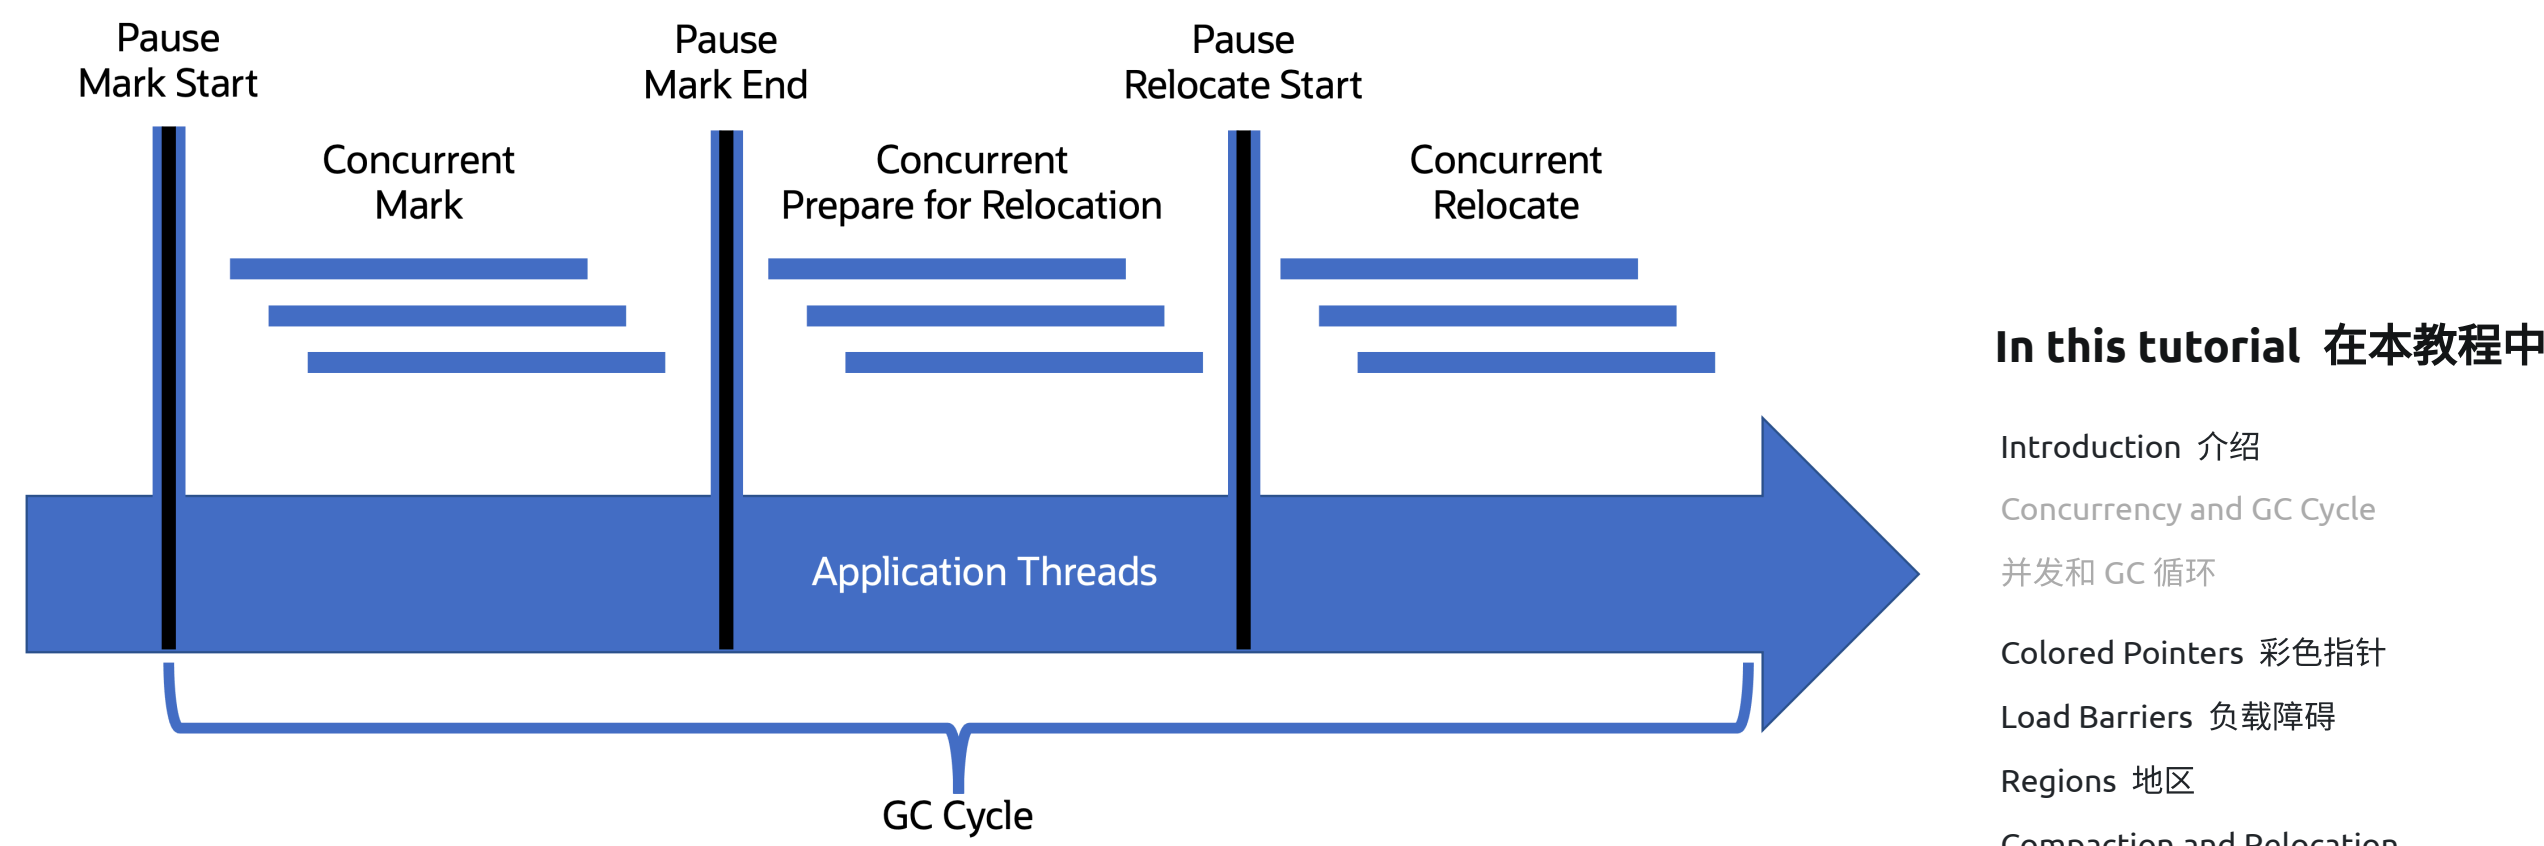 Pause
Mark Start
Pause
Mark End
Pause
Relocate Start
Concurrent
Mark
Concurrent
Prepare for Relocation
Concurrent
Relocate
Application Threads
GC Cycle
In this tutorial 在本教程中
Introduction 介绍
Concurrency and GC Cycle
并发和 GC 循环
Colored Pointers 彩色指针
Load Barriers 负载障碍
Regions 地区
Compaction and Relocation